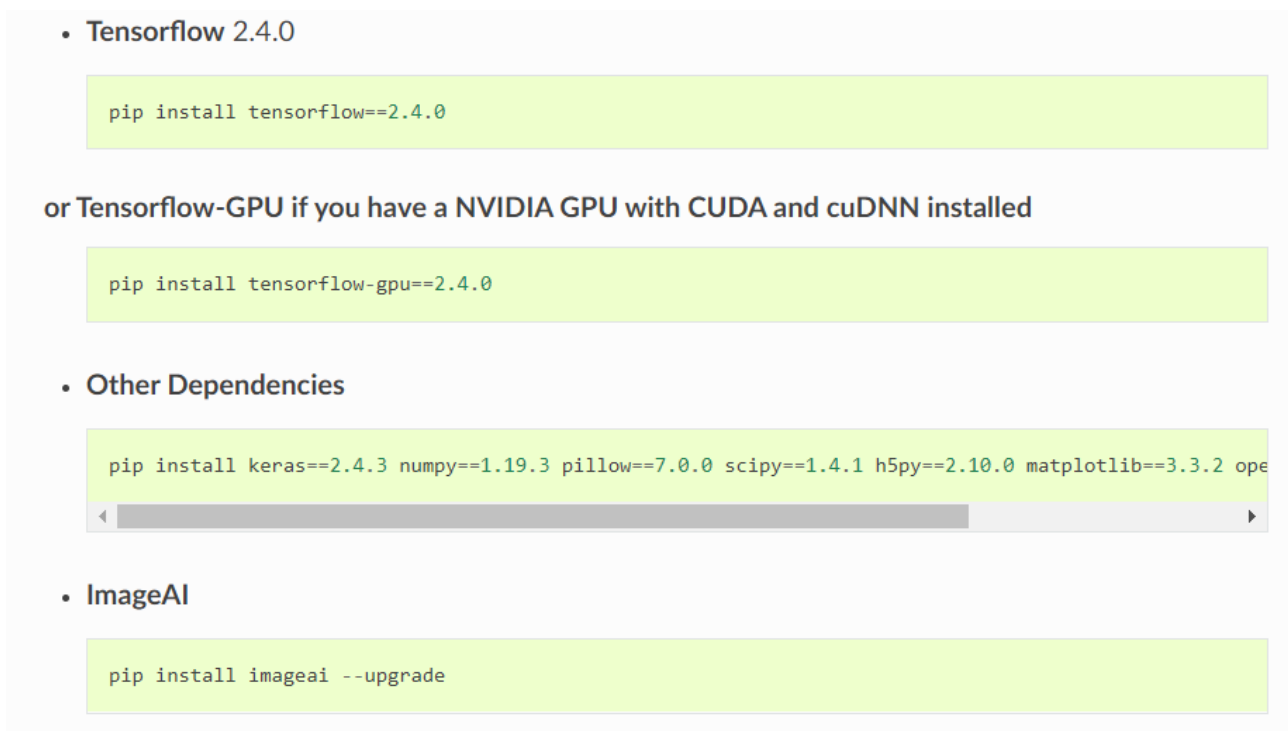 Tensorflow 2.4.0
pip install tensorflow==2.4.0
or Tensorflow-GPU if you have a NVIDIA GPU with CUDA and cuDNN installed
pip install tensorflow-gpu==2.4.0
Other Dependencies
pip install keras==2.4.3 numpy==1.19.3 pillow==7.0.0 scipy==1.4.1 h5py==2.10.0 matplotlib==3.3.2 ope
ImageAI
pip install imageai --upgrade